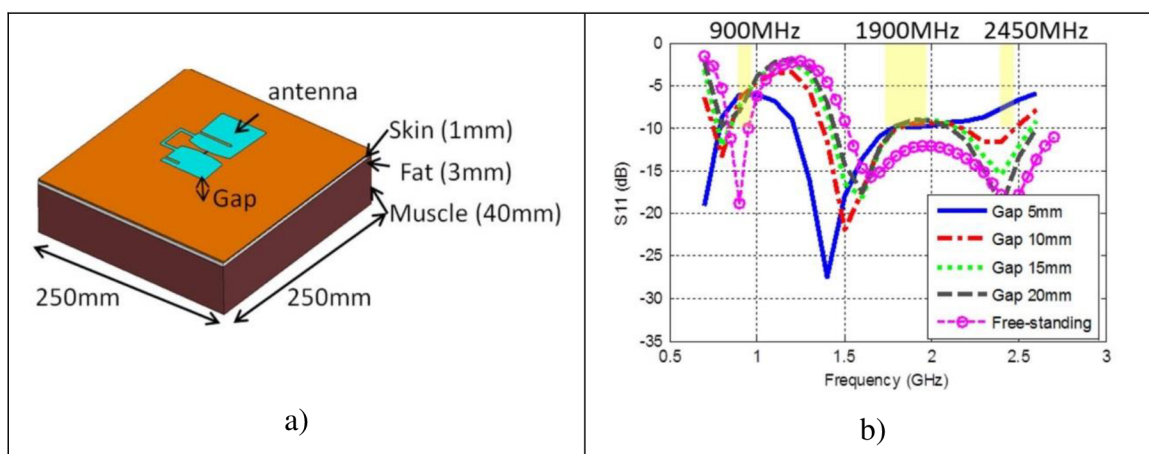 antenna
Skin (1mm)
Fat (3mm)
Gap
Muscle (40mm)
250mm
250mm
a)
900MHz
1900MHz
2450MHz
0
-5
-10
-15
-20
-25
-30
-35
S11 (dB)
Gap 5mm
Gap 10mm
Gap 15mm
Gap 20mm
Free-standing
0.5
1
1.5
2
2.5
3
Frequency (GHz)
b)